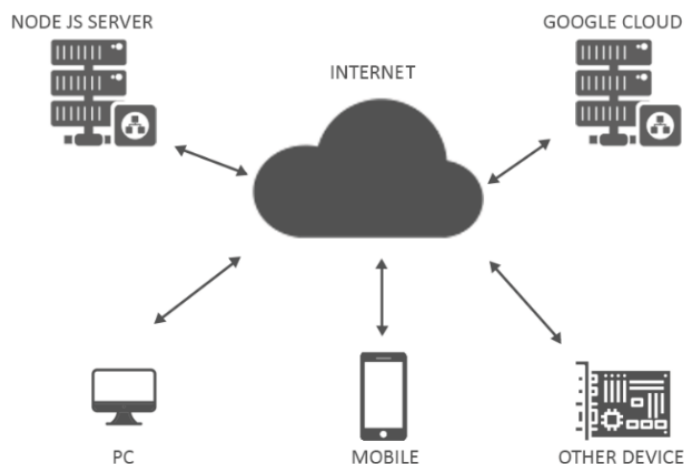 NODE JS SERVER
GOOGLE CLOUD
INTERNET
PC
MOBILE
OTHER DEVICE